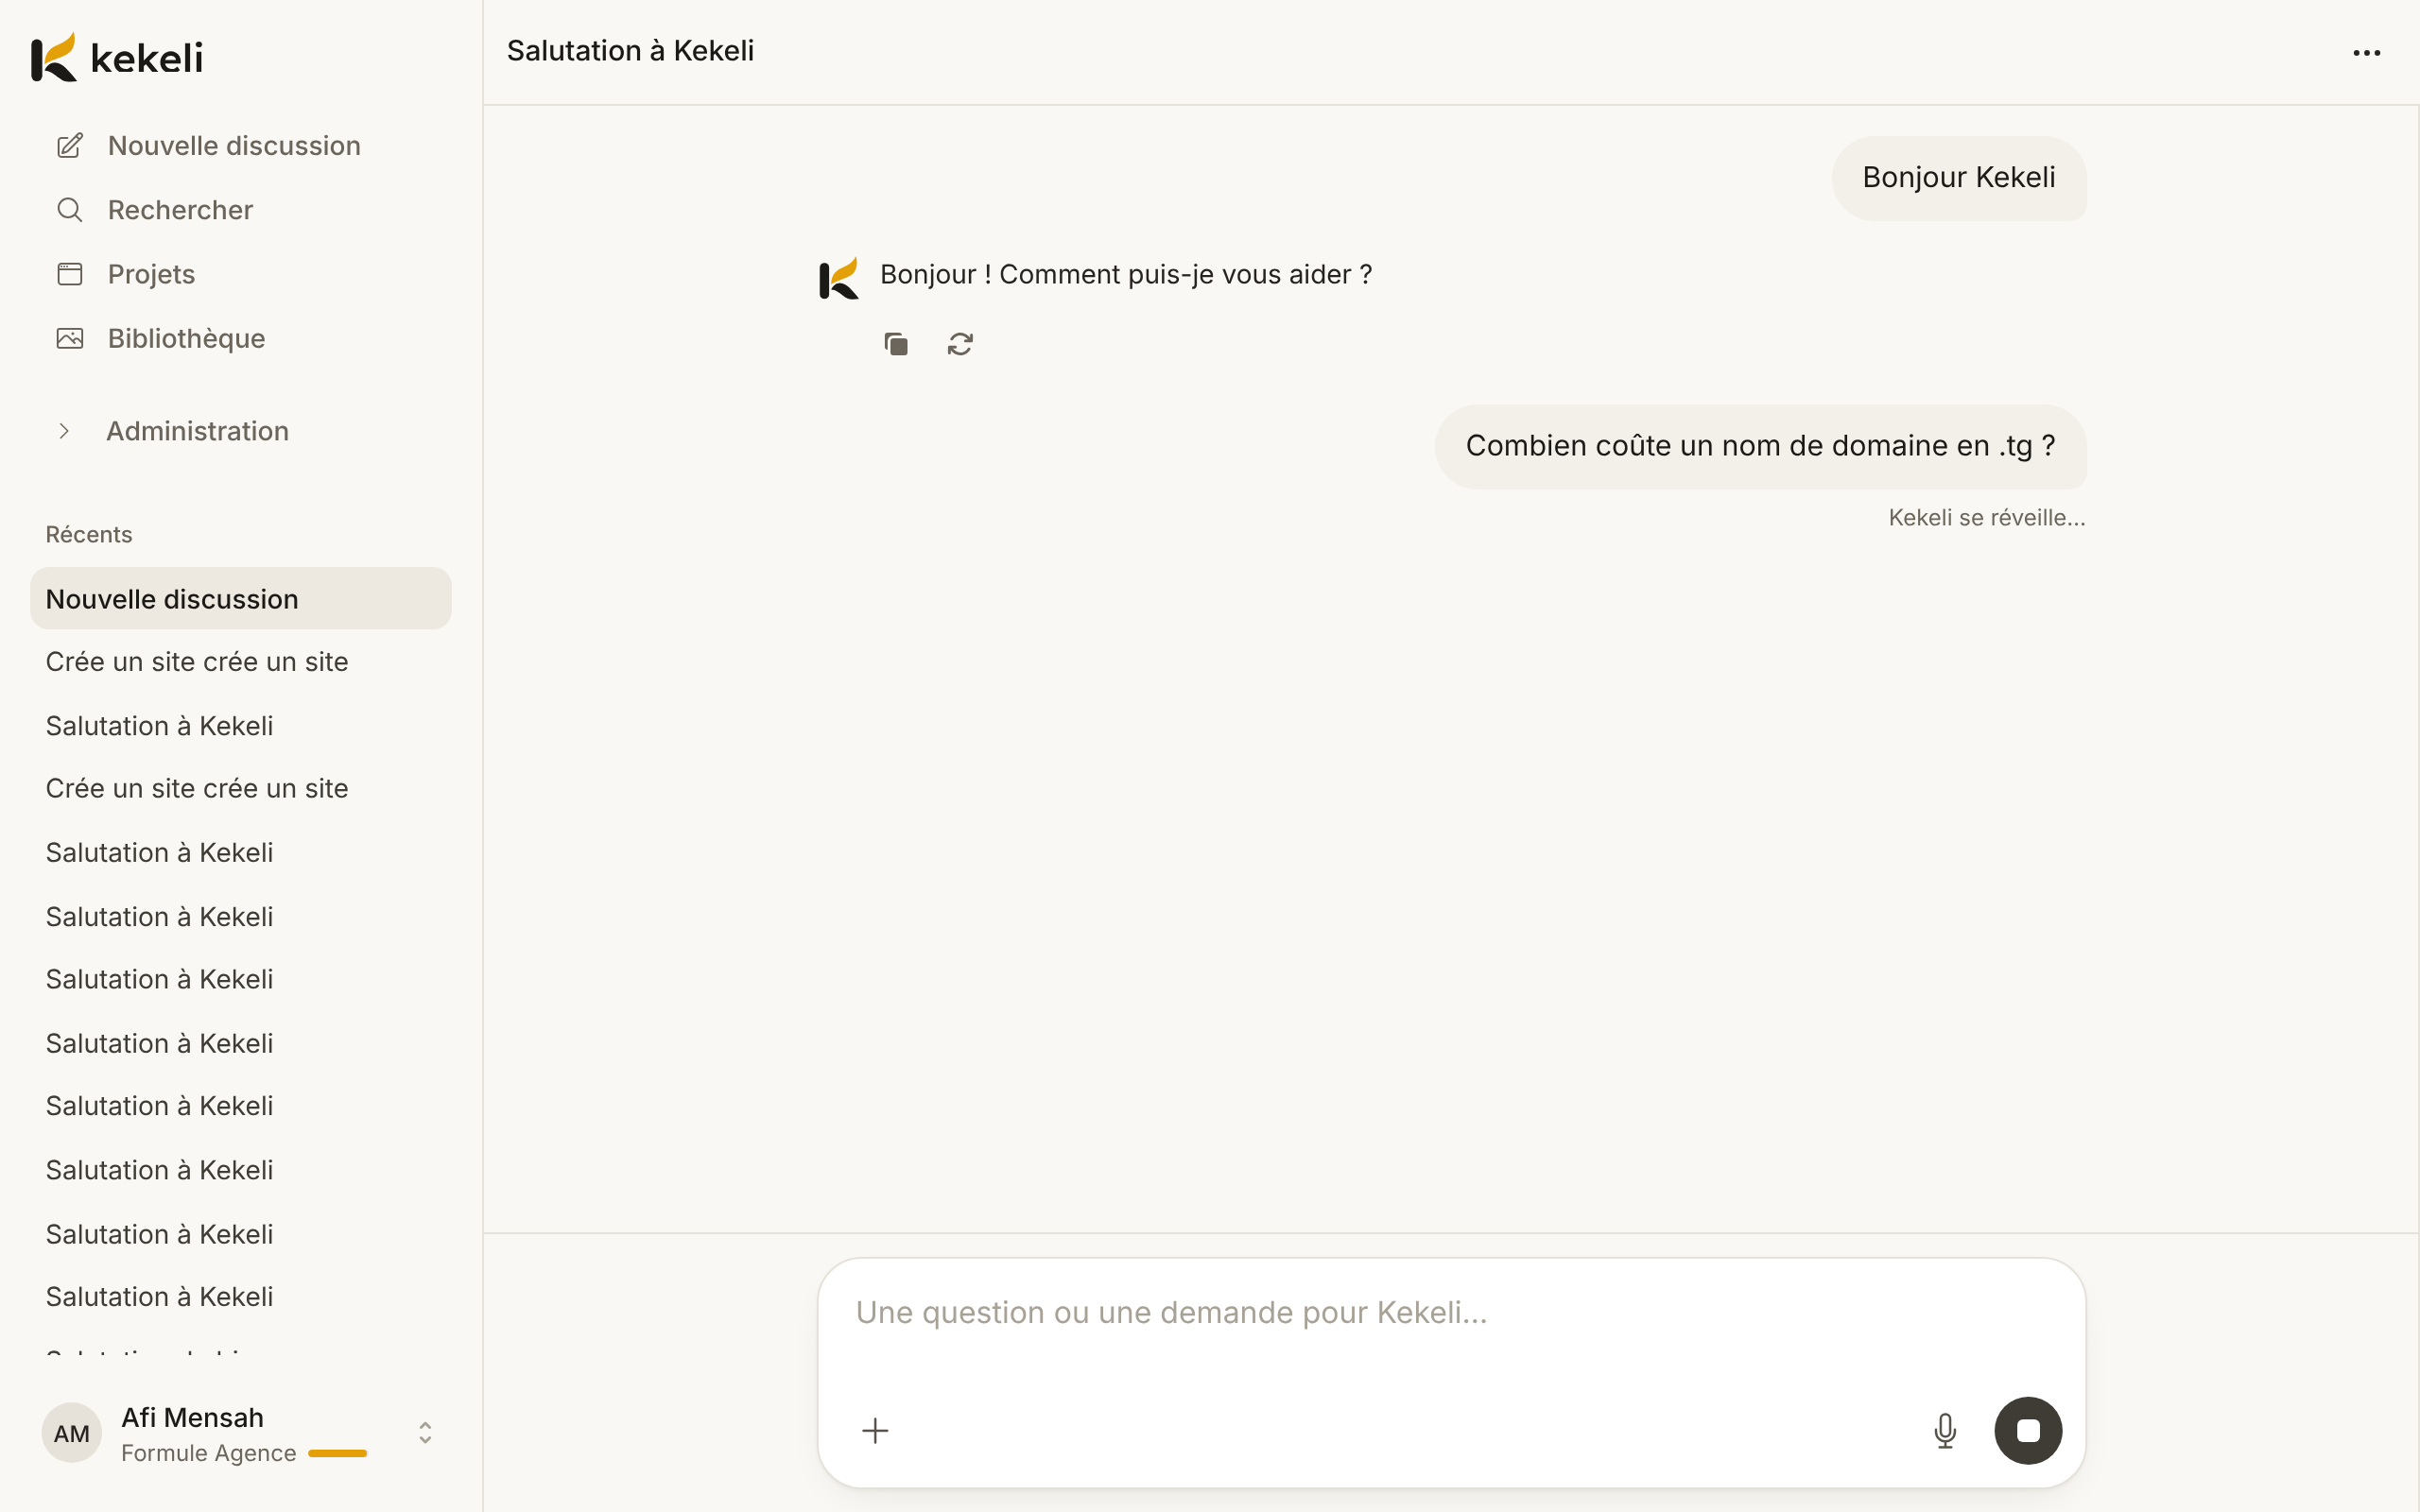 kekeli
Nouvelle discussion
Rechercher
Projets
Bibliothèque
Administration
Récents
Nouvelle discussion
Crée un site crée un site
Salutation à Kekeli
Crée un site crée un site
Salutation à Kekeli
Salutation à Kekeli
Salutation à Kekeli
Salutation à Kekeli
Salutation à Kekeli
Salutation à Kekeli
Salutation à Kekeli
Salutation à Kekeli
AM
Afi Mensah
Formule Agence
Salutation à Kekeli
Bonjour Kekeli
Bonjour ! Comment puis-je vous aider ?
Combien coûte un nom de domaine en .tg ?
Kekeli se réveille...
Une question ou une demande pour Kekeli...